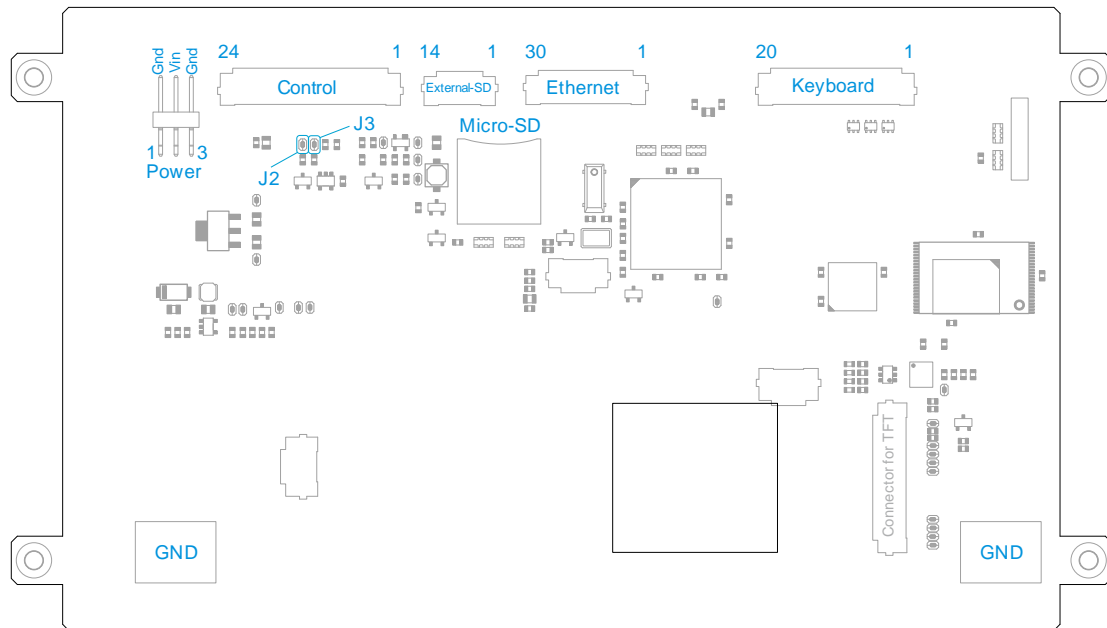 24 1 14 1 30 1 20 1
Gnd Vin Gnd
Control
External-SD
Ethernet
Keyboard
J3
Micro-SD
1 3
Power
J2
Connector for TFT
GND
GND